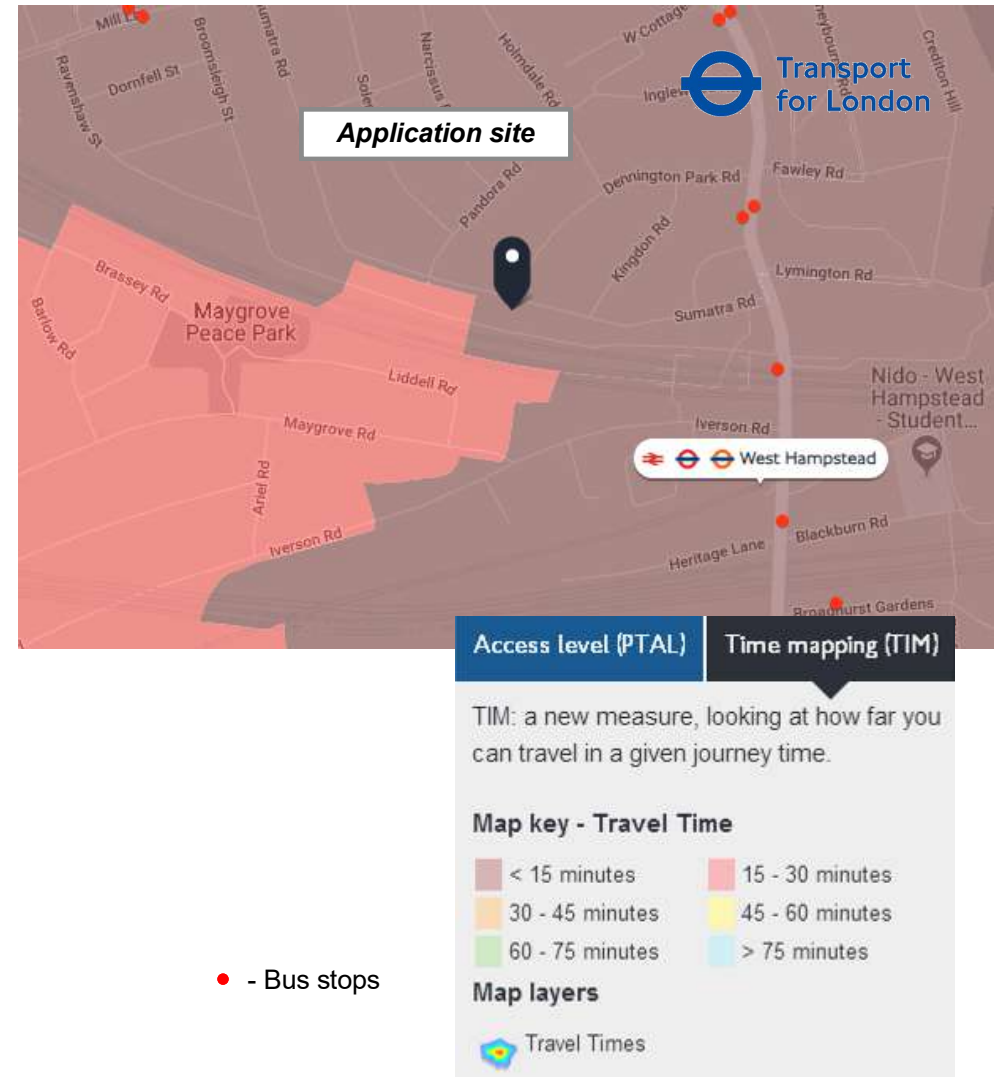 Mill L
Broomsleigh St
umatra Rd
Narcissus
Holmdale Rd
W Cottage
neybourne Rd
Crediton Hill
Ravenshaw St
Dornfell St
Soler
Ingle
Transport
for London
Application site
Pandora Rd
Dennington Park Rd
Fawley Rd
Kingdon Rd
Lymington Rd
Sumatra Rd
Brassey Rd
Barlow Rd
Maygrove
Peace Park
Liddell Rd
Maygrove Rd
Ariel Rd
Iverson Rd
Nido - West
Hampstead
- Student...
Iverson Rd
West Hampstead
Blackburn Rd
Heritage Lane
Broadhurst Gardens
Access level (PTAL)
Time mapping (TIM)
TIM: a new measure, looking at how far you
can travel in a given journey time.
Map key - Travel Time
< 15 minutes
15 - 30 minutes
30 - 45 minutes
45 - 60 minutes
60 - 75 minutes
> 75 minutes
- Bus stops
Map layers
Travel Times